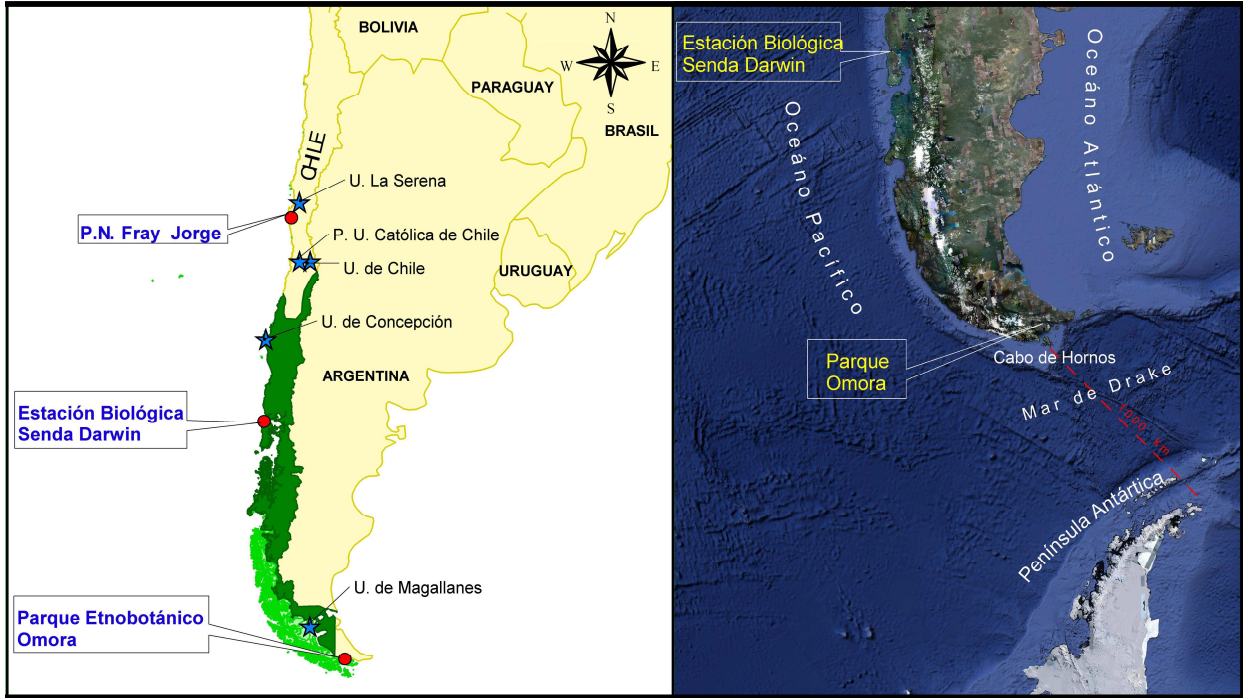 BOLIVIA
N
W
E
S
PARAGUAY
BRASIL
CHILE
U. La Serena
P.N. Fray Jorge
P. U. Católica de Chile
U. de Chile
URUGUAY
U. de Concepción
ARGENTINA
Estación Biológica
Senda Darwin
U. de Magallanes
Parque Etnobotánico
Omora
Estación Biológica
Senda Darwin
Oceáno Pacífico
Oceáno Atlántico
Parque
Omora
Cabo de Hornos
Mar de Drake
1000 km
Península Antártica